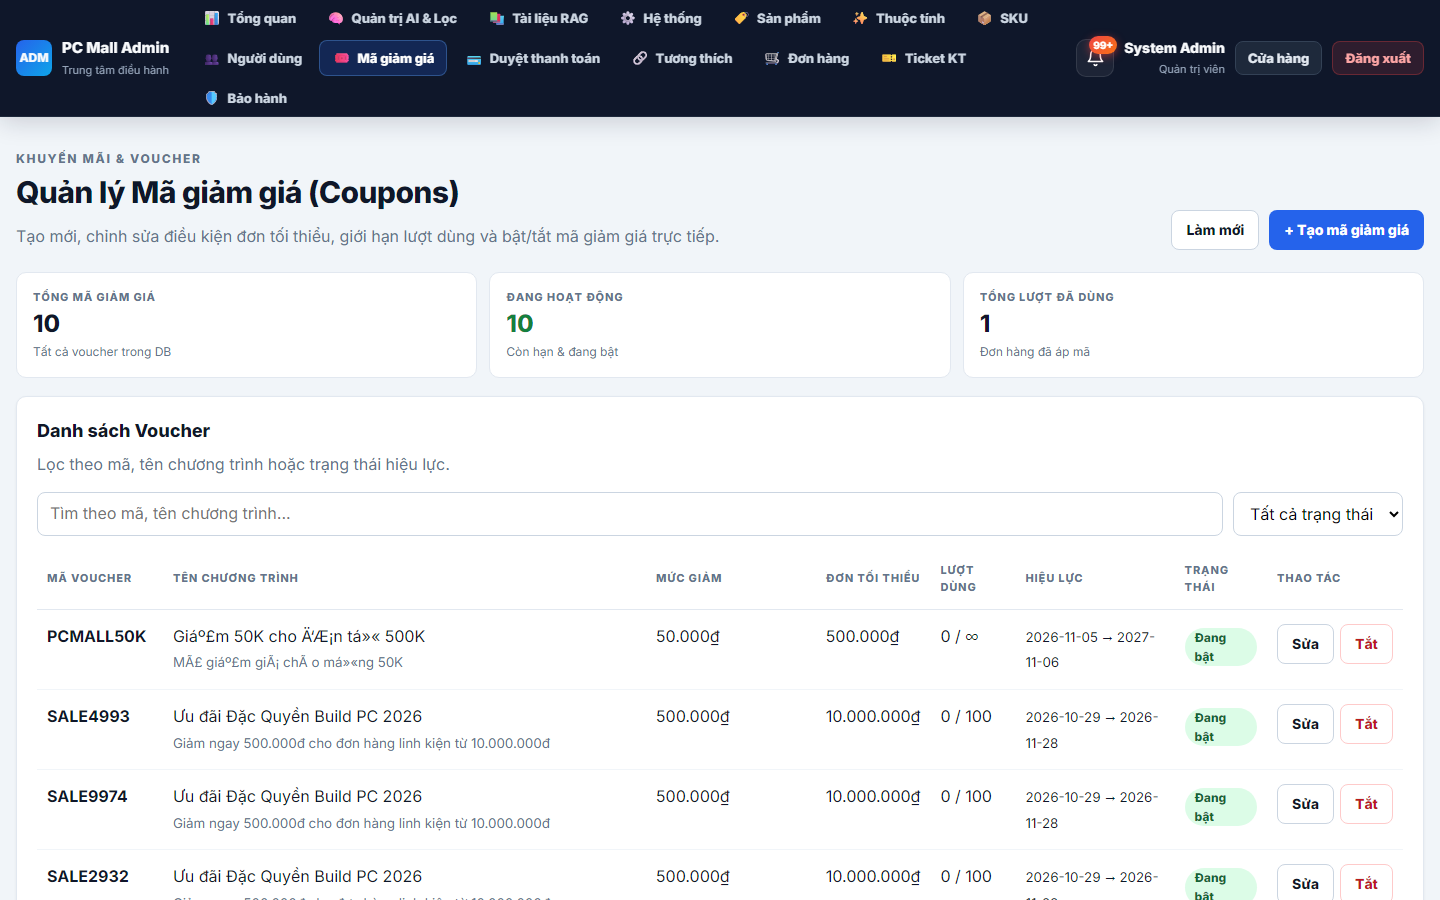 Tổng quan
Quản trị AI & Lọc
Tài liệu RAG
Hệ thống
Sản phẩm
Thuộc tính
SKU
ADM
PC Mall Admin
Trung tâm điều hành
Người dùng
Mã giảm giá
Duyệt thanh toán
Tương thích
Đơn hàng
Ticket KT
Bảo hành
99+
System Admin
Quản trị viên
Cửa hàng
Đăng xuất
KHUYẾN MÃI & VOUCHER
Quản lý Mã giảm giá (Coupons)
Tạo mới, chỉnh sửa điều kiện đơn tối thiểu, giới hạn lượt dùng và bật/tắt mã giảm giá trực tiếp.
Làm mới
+ Tạo mã giảm giá
TỔNG MÃ GIẢM GIÁ
10
Tất cả voucher trong DB
ĐANG HOẠT ĐỘNG
10
Còn hạn & đang bật
TỔNG LƯỢT ĐÃ DÙNG
1
Đơn hàng đã áp mã
Danh sách Voucher
Lọc theo mã, tên chương trình hoặc trạng thái hiệu lực.
Tìm theo mã, tên chương trình...
Tất cả trạng thái
MÃ VOUCHER
TÊN CHƯƠNG TRÌNH
MỨC GIẢM
ĐƠN TỐI THIỂU
LƯỢT
DÙNG
HIỆU LỰC
TRẠNG
THÁI
THAO TÁC
PCMALL50K
Giáº£m 50K cho Ä'Æ¡n tá»« 500K
MÃ£ giáº£m giÃ¡ chÃ o má»«ng 50K
50.000₫
500.000₫
0 / ∞
2026-11-05 → 2027-
11-06
Đang
bật
Sửa
Tắt
SALE4993
Ưu đãi Đặc Quyền Build PC 2026
Giảm ngay 500.000đ cho đơn hàng linh kiện từ 10.000.000đ
500.000₫
10.000.000₫
0 / 100
2026-10-29 → 2026-
11-28
Đang
bật
Sửa
Tắt
SALE9974
Ưu đãi Đặc Quyền Build PC 2026
Giảm ngay 500.000đ cho đơn hàng linh kiện từ 10.000.000đ
500.000₫
10.000.000₫
0 / 100
2026-10-29 → 2026-
11-28
Đang
bật
Sửa
Tắt
SALE2932
Ưu đãi Đặc Quyền Build PC 2026
500.000₫
10.000.000₫
0 / 100
2026-10-29 → 2026-
Đang
bật
Sửa
Tắt